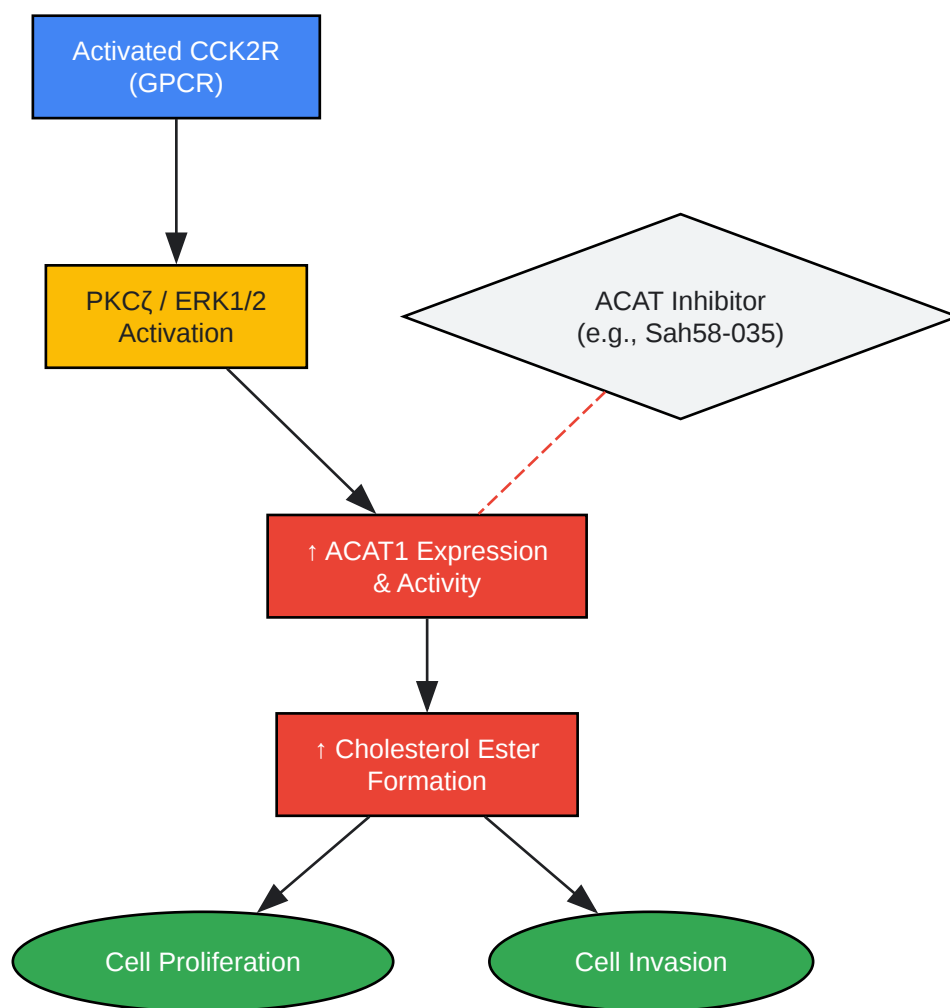 Activated CCK2R
(GPCR)
PKCζ / ERK1/2
Activation
ACAT Inhibitor
(e.g., Sah58-035)
↑ ACAT1 Expression
& Activity
↑ Cholesterol Ester
Formation
Cell Proliferation
Cell Invasion